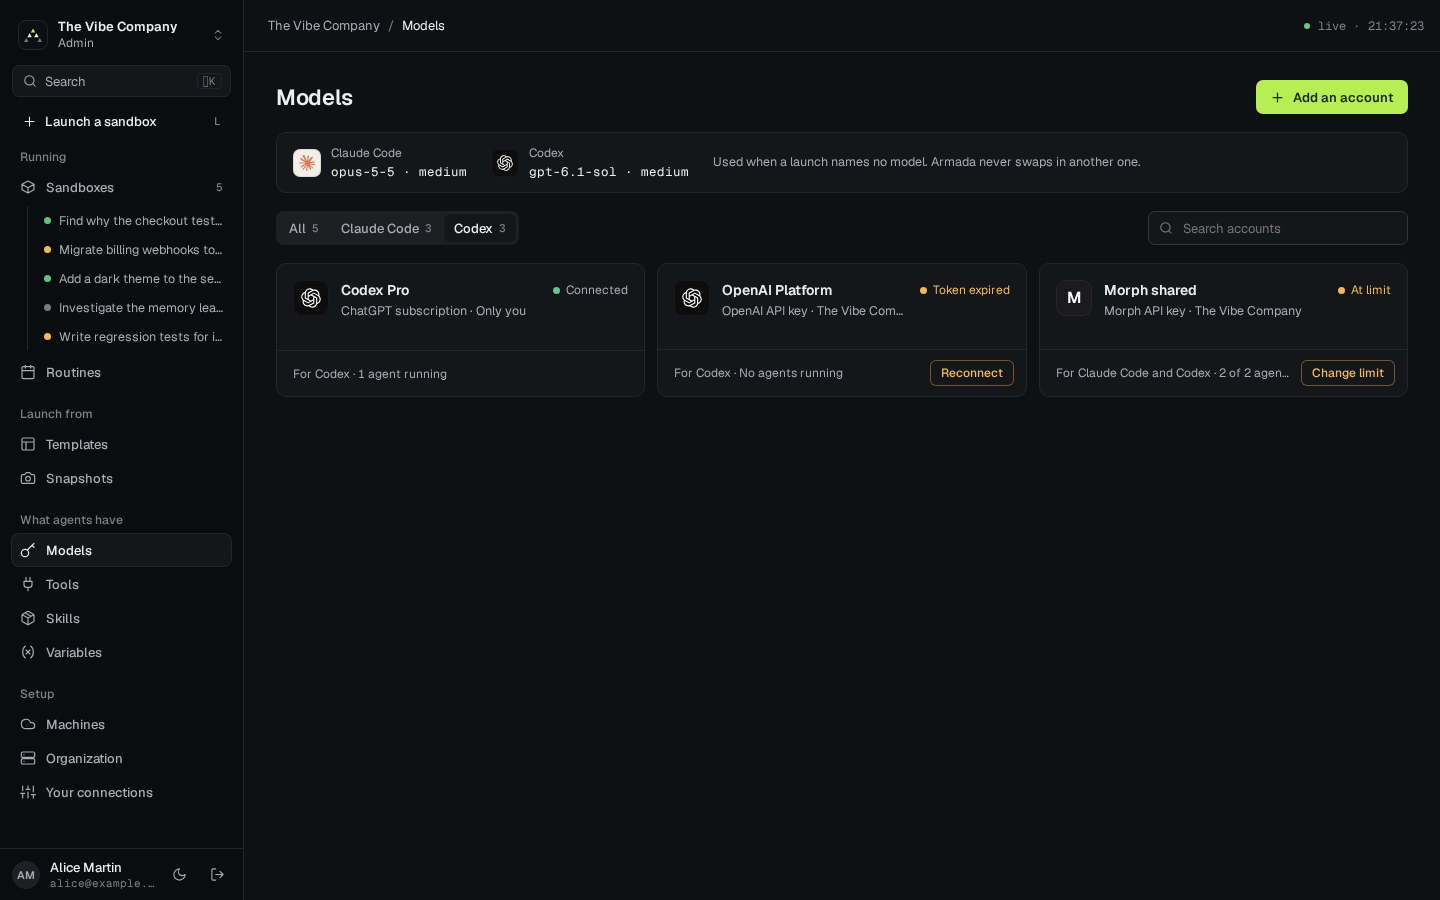 The Vibe Company
Admin
Search
K
Launch a sandbox L
Running
Sandboxes 5
Find why the checkout test...
Migrate billing webhooks to...
Add a dark theme to the se...
Investigate the memory lea...
Write regression tests for i...
Routines
Launch from
Templates
Snapshots
What agents have
Models
Tools
Skills
Variables
Setup
Machines
Organization
Your connections
AM
Alice Martin
alice@example....
The Vibe Company / Models
live · 21:37:23
Models
Add an account
Claude Code
opus-5-5 · medium
Codex
gpt-6.1-sol · medium
Used when a launch names no model. Armada never swaps in another one.
All 5 Claude Code 3 Codex 3
Search accounts
Codex Pro
Connected
ChatGPT subscription · Only you
For Codex · 1 agent running
OpenAI Platform
Token expired
OpenAI API key · The Vibe Com...
For Codex · No agents running
Reconnect
M
Morph shared
At limit
Morph API key · The Vibe Company
For Claude Code and Codex · 2 of 2 agen...
Change limit